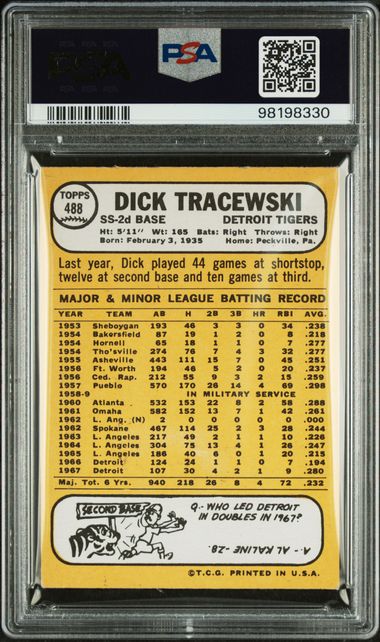 PSA
PSA
98198330
TOPPS
488
DICK TRACEWSKI
SS-2d BASE DETROIT TIGERS
Ht: 5'11" Wt: 165 Bats: Right Throws: Right
Born: February 3, 1935 Home: Peckville, Pa.
Last year, Dick played 44 games at shortstop,
twelve at second base and ten games at third.
MAJOR & MINOR LEAGUE BATTING RECORD
YEAR TEAM AB H 2B 3B HR RBI AVG.
1953 Sheboygan 193 46 3 3 0 34 .238
1954 Bakersfield 87 19 1 2 0 8 .218
1954 Hornell 65 18 1 1 0 7 .277
1954 Tho'sville 274 76 7 4 3 32 .277
1955 Asheville 443 111 15 7 0 45 .251
1956 Ft. Worth 194 46 5 2 0 20 .237
1956 Ced. Rap. 212 55 9 3 2 15 .259
1957 Pueblo 570 170 26 14 4 69 .298
1958-9 IN MILITARY SERVICE
1960 Atlanta 532 153 22 8 2 58 .288
1961 Omaha 582 152 13 7 1 42 .261
1962 L. Ang. (N) 2 0 0 0 0 0 .000
1962 Spokane 467 114 25 2 3 28 .244
1963 L. Angeles 217 49 2 1 1 10 .226
1964 L. Angeles 304 75 13 4 1 26 .247
1965 L. Angeles 186 40 6 0 1 20 .215
1966 Detroit 124 24 1 1 0 7 .194
1967 Detroit 107 30 4 2 1 9 .280
Maj. Tot. 6 Yrs. 940 218 26 8 4 72 .232
SECOND BASE
Q.- WHO LED DETROIT
IN DOUBLES IN 1967?
A.- AL KALINE -28.
©T.C.G. PRINTED IN U.S.A.